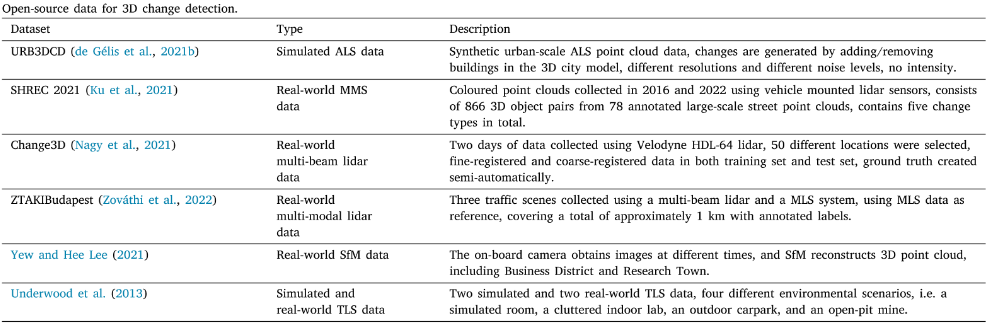 Open-source data for 3D change detection.
Dataset Type Description
URB3DCD (de Gélis et al., 2021b) Simulated ALS data Synthetic urban-scale ALS point cloud data, changes are generated by adding/removing
buildings in the 3D city model, different resolutions and different noise levels, no intensity.
SHREC 2021 (Ku et al., 2021) Real-world MMS Coloured point clouds collected in 2016 and 2022 using vehicle mounted lidar sensors, consists
data of 866 3D object pairs from 78 annotated large-scale street point clouds, contains five change
types in total.
Change3D (Nagy et al., 2021) Real-world Two days of data collected using Velodyne HDL-64 lidar, 50 different locations were selected,
multi-beam lidar fine-registered and coarse-registered data in both training set and test set, ground truth created
data semi-automatically.
ZTAKIBudapest (Zováthi et al., 2022) Real-world Three traffic scenes collected using a multi-beam lidar and a MLS system, using MLS data as
multi-modal lidar reference, covering a total of approximately 1 km with annotated labels.
data
Yew and Hee Lee (2021) Real-world SfM data The on-board camera obtains images at different times, and SfM reconstructs 3D point cloud,
including Business District and Research Town.
Underwood et al. (2013) Simulated and Two simulated and two real-world TLS data, four different environmental scenarios, i.e. a
real-world TLS data simulated room, a cluttered indoor lab, an outdoor carpark, and an open-pit mine.